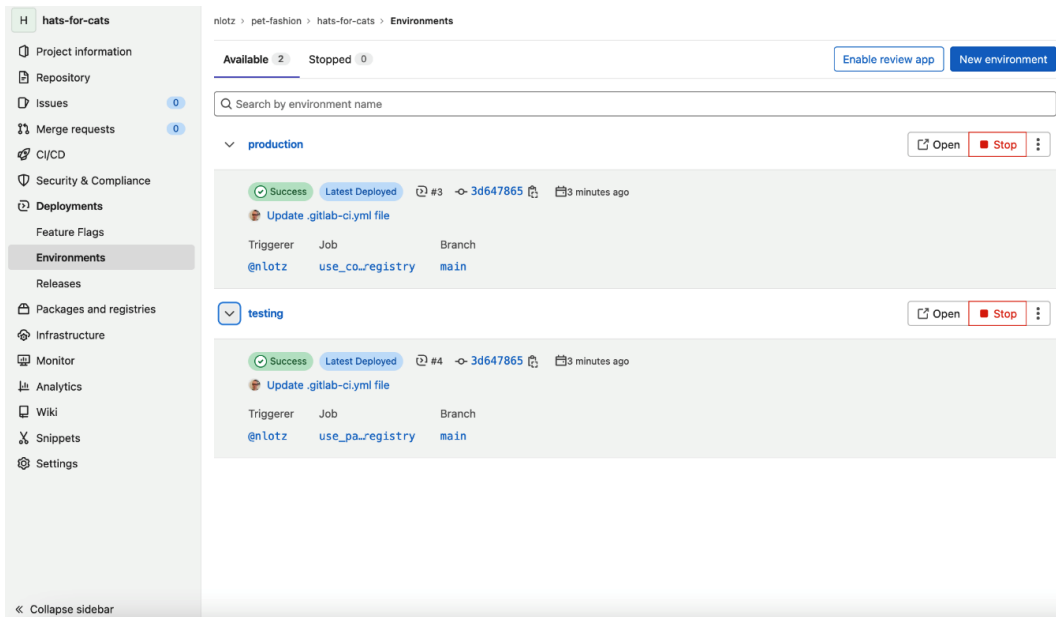 H hats-for-cats
Project information
Repository
Issues 0
Merge requests 0
CI/CD
Security & Compliance
Deployments
Feature Flags
Environments
Releases
Packages and registries
Infrastructure
Monitor
Analytics
Wiki
Snippets
Settings
« Collapse sidebar
nlotz > pet-fashion > hats-for-cats > Environments
Available 2 Stopped 0 Enable review app New environment
Search by environment name
production Open Stop
Success Latest Deployed #3 3d647865 3 minutes ago
Update .gitlab-ci.yml file
Triggerer Job Branch
@nlotz use_co…registry main
testing Open Stop
Success Latest Deployed #4 3d647865 3 minutes ago
Update .gitlab-ci.yml file
Triggerer Job Branch
@nlotz use_pa…registry main